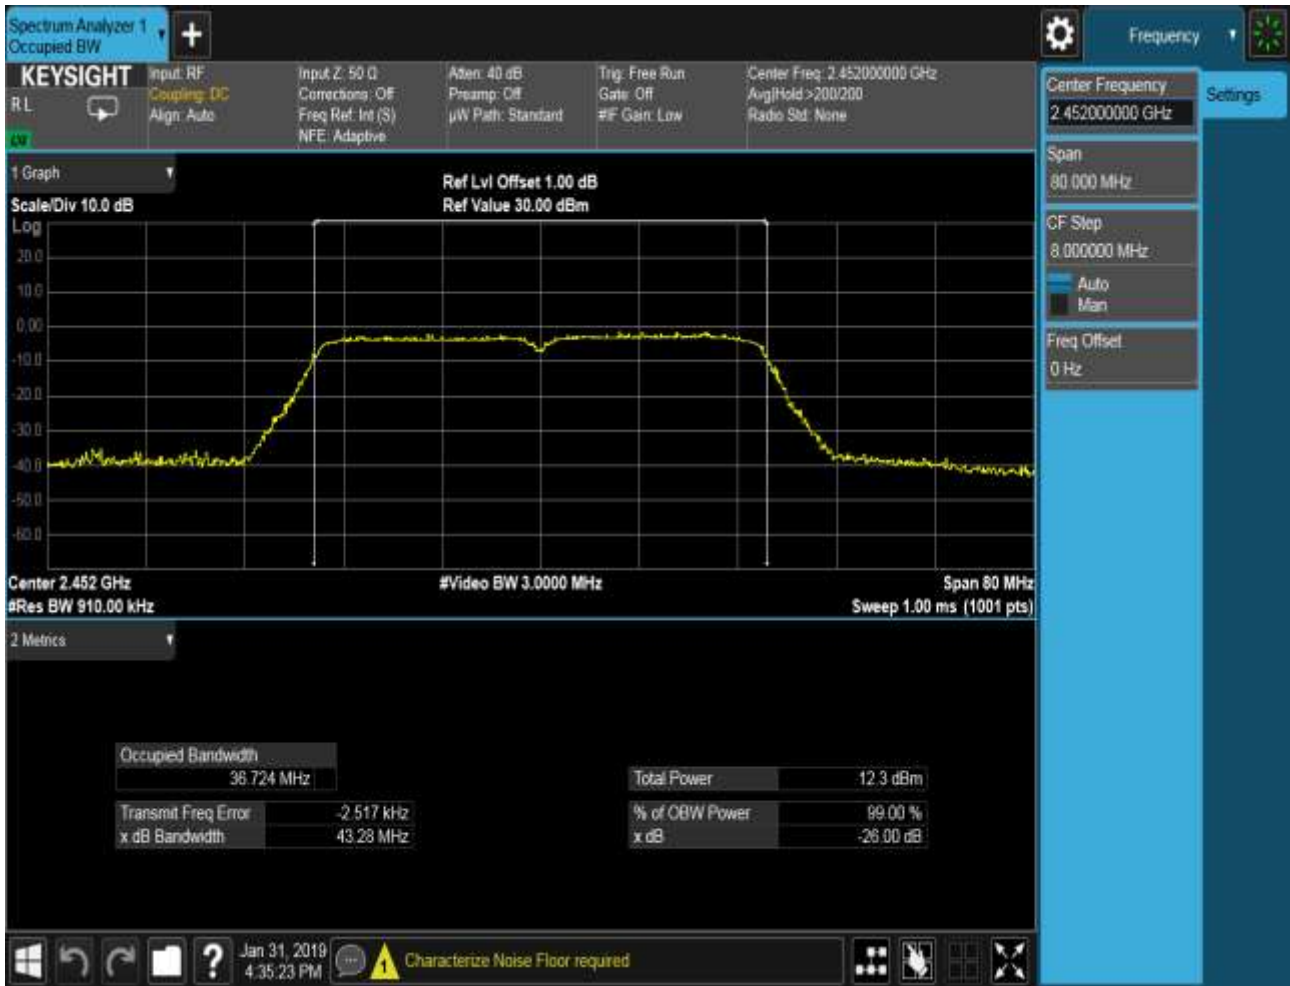 Spectrum Analyzer 1
Occupied BW
+
Frequency
KEYSIGHT
RL
LXI
Input: RF
Coupling: DC
Align: Auto
Input Z: 50 Ω
Corrections: Off
Freq Ref: Int (S)
NFE: Adaptive
Atten: 40 dB
Preamp: Off
µW Path: Standard
Trig: Free Run
Gate: Off
#IF Gain: Low
Center Freq: 2.452000000 GHz
Avg|Hold:>200/200
Radio Std: None
Center Frequency
2.452000000 GHz
Settings
Span
80.000 MHz
CF Step
8.000000 MHz
Auto
Man
Freq Offset
0 Hz
1 Graph
Scale/Div 10.0 dB
Ref Lvl Offset 1.00 dB
Ref Value 30.00 dBm
Log
20.0
10.0
0.00
-10.0
-20.0
-30.0
-40.0
-50.0
-60.0
Center 2.452 GHz
#Video BW 3.0000 MHz
Span 80 MHz
#Res BW 910.00 kHz
Sweep 1.00 ms (1001 pts)
2 Metrics
Occupied Bandwidth
36.724 MHz
Total Power 12.3 dBm
Transmit Freq Error -2.517 kHz
% of OBW Power 99.00 %
x dB Bandwidth 43.28 MHz
x dB -26.00 dB
?
Jan 31, 2019
4:35:23 PM
1
Characterize Noise Floor required